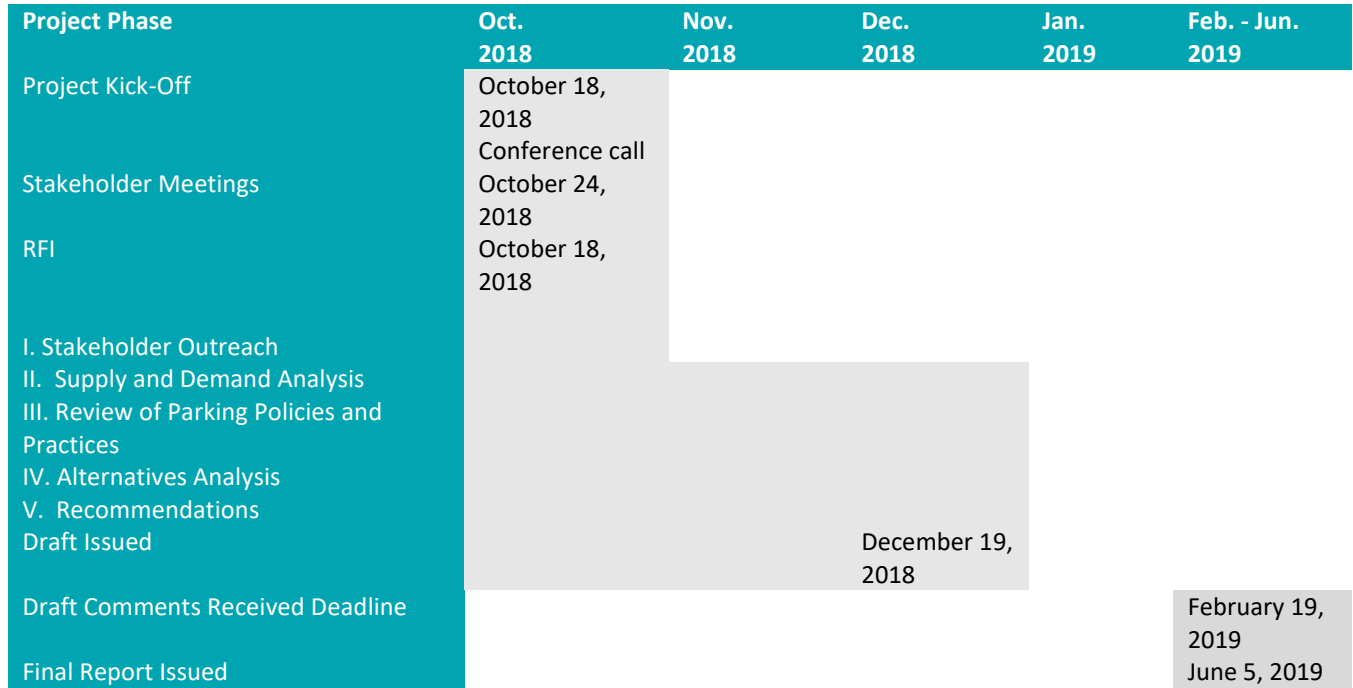 Project Phase Oct. Nov. Dec. Jan. Feb. - Jun.
2018 2018 2018 2019 2019
Project Kick-Off October 18,
2018
Conference call
Stakeholder Meetings October 24,
2018
RFI October 18,
2018
I. Stakeholder Outreach
II. Supply and Demand Analysis
III. Review of Parking Policies and
Practices
IV. Alternatives Analysis
V. Recommendations
Draft Issued December 19,
2018
Draft Comments Received Deadline February 19,
2019
Final Report Issued June 5, 2019